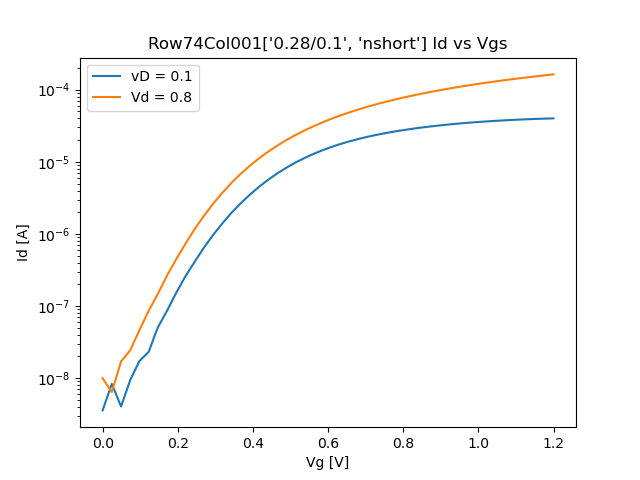 Row74Col001['0.28/0.1', 'nshort'] Id vs Vgs
vD = 0.1
Vd = 0.8
Id [A]
10⁻⁴
10⁻⁵
10⁻⁶
10⁻⁷
10⁻⁸
0.0 0.2 0.4 0.6 0.8 1.0 1.2
Vg [V]